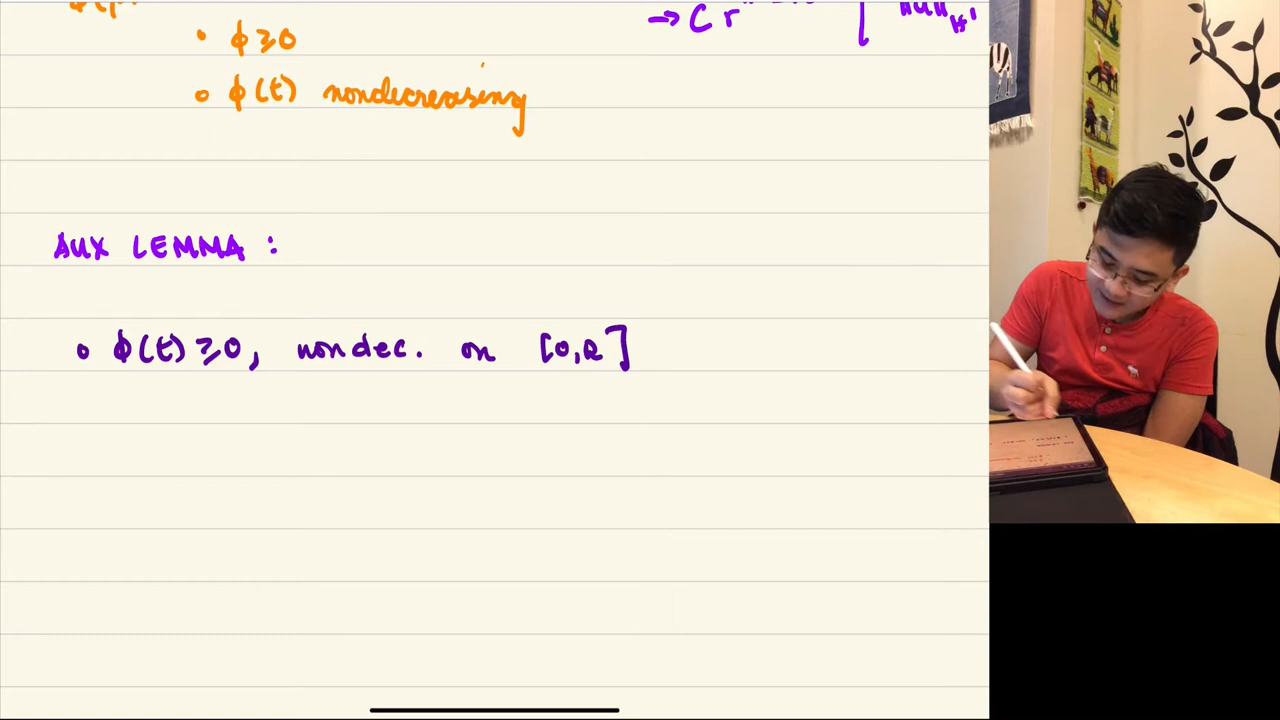 • ϕ ≥ 0
→ C r
• ϕ(t) nondecreasing
AUX LEMMA :
• ϕ(t) ≥ 0, nondec. on [0,R]